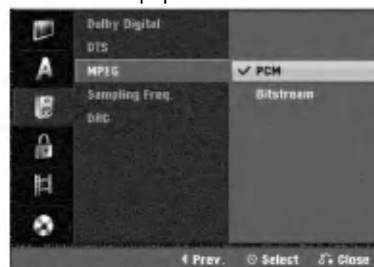 Dolby Digital
DTS
A
MPEG
✓ PCM
Sampling Freq.
Bitstream
DRC
Prev. Select Close